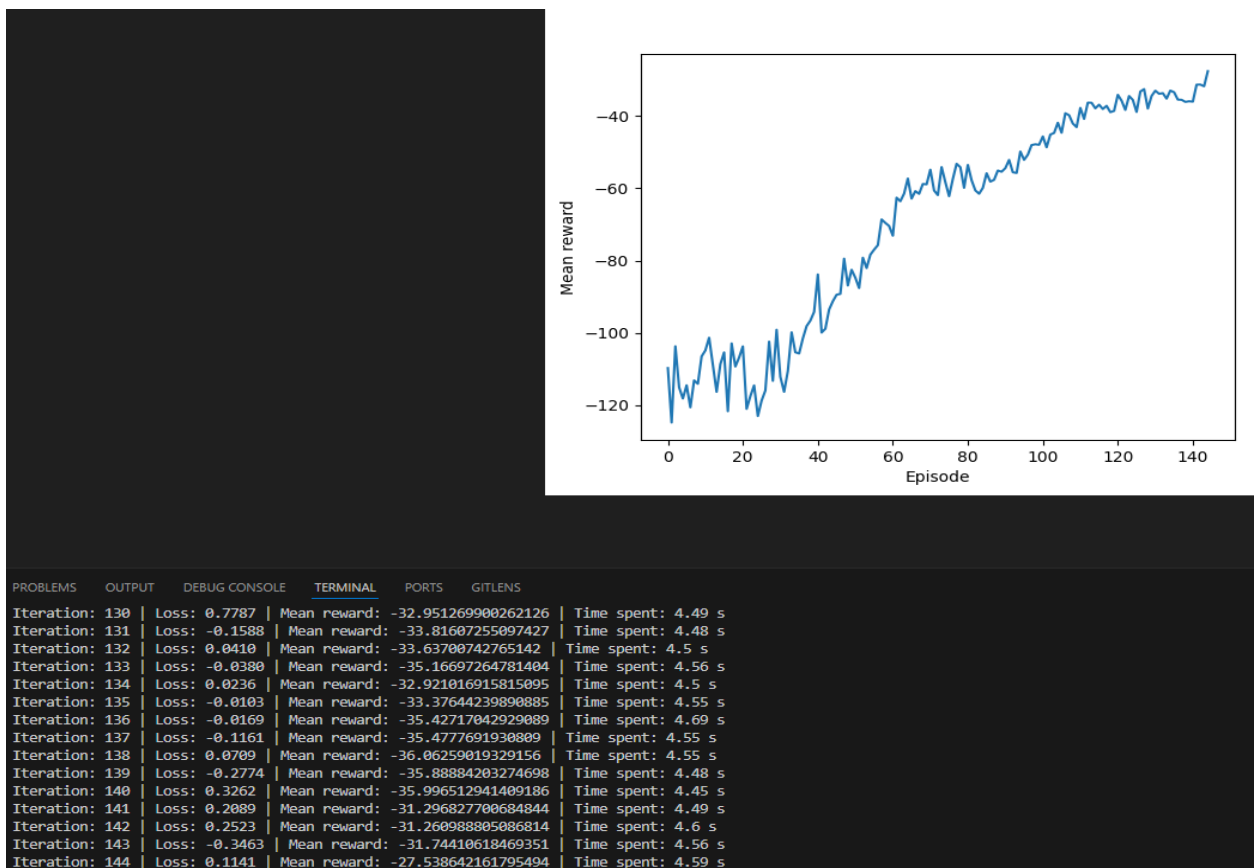 −40
−60
−80
−100
−120
Mean reward
0 20 40 60 80 100 120 140
Episode
PROBLEMS OUTPUT DEBUG CONSOLE TERMINAL PORTS GITLENS
Iteration: 130 | Loss: 0.7787 | Mean reward: -32.951269900262126 | Time spent: 4.49 s
Iteration: 131 | Loss: -0.1588 | Mean reward: -33.81607255097427 | Time spent: 4.48 s
Iteration: 132 | Loss: 0.0410 | Mean reward: -33.63700742765142 | Time spent: 4.5 s
Iteration: 133 | Loss: -0.0380 | Mean reward: -35.16697264781404 | Time spent: 4.56 s
Iteration: 134 | Loss: 0.0236 | Mean reward: -32.921016915815095 | Time spent: 4.5 s
Iteration: 135 | Loss: -0.0103 | Mean reward: -33.37644239890885 | Time spent: 4.55 s
Iteration: 136 | Loss: -0.0169 | Mean reward: -35.42717042929089 | Time spent: 4.69 s
Iteration: 137 | Loss: -0.1161 | Mean reward: -35.4777691930809 | Time spent: 4.55 s
Iteration: 138 | Loss: 0.0709 | Mean reward: -36.06259019329156 | Time spent: 4.55 s
Iteration: 139 | Loss: -0.2774 | Mean reward: -35.88884203274698 | Time spent: 4.48 s
Iteration: 140 | Loss: 0.3262 | Mean reward: -35.996512941409186 | Time spent: 4.45 s
Iteration: 141 | Loss: 0.2089 | Mean reward: -31.296827700684844 | Time spent: 4.49 s
Iteration: 142 | Loss: 0.2523 | Mean reward: -31.260988805086814 | Time spent: 4.6 s
Iteration: 143 | Loss: -0.3463 | Mean reward: -31.74410618469351 | Time spent: 4.56 s
Iteration: 144 | Loss: 0.1141 | Mean reward: -27.538642161795494 | Time spent: 4.59 s